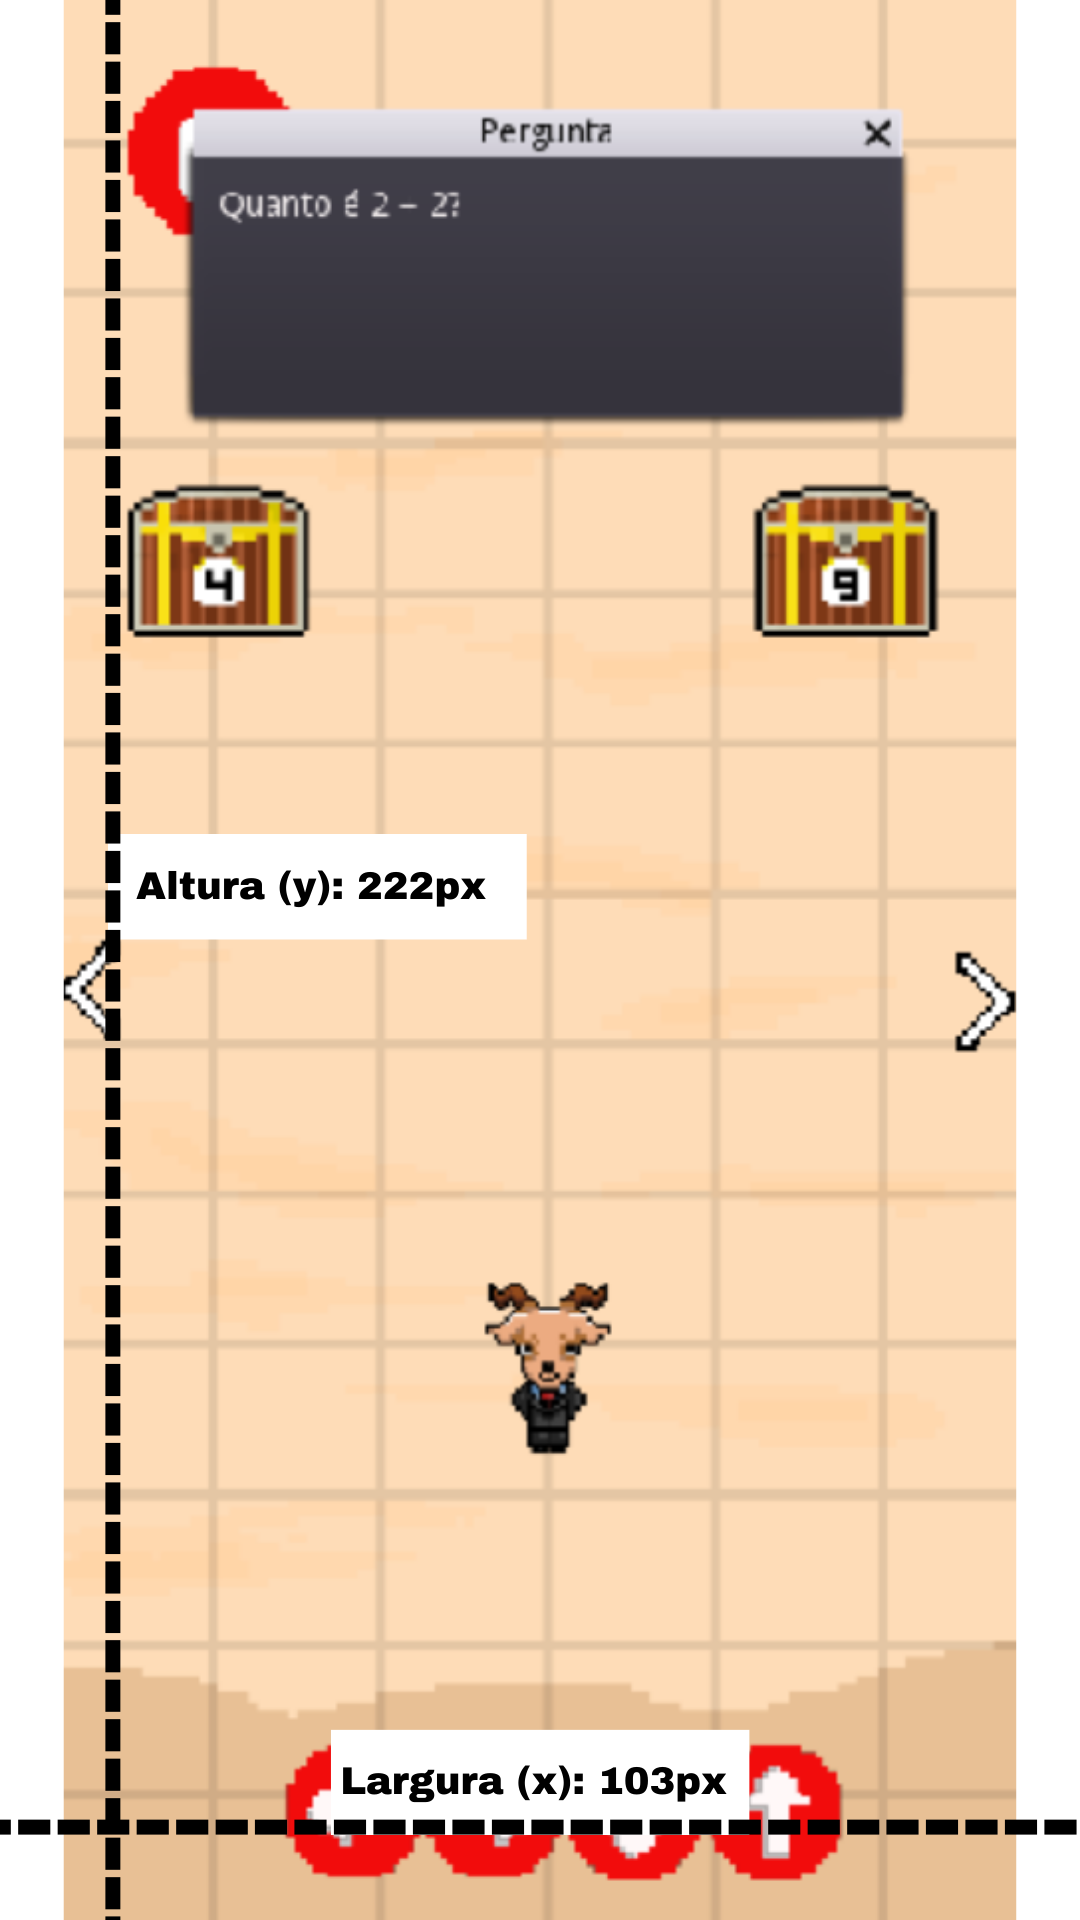 Pergunta
Quanto é 2 – 2?
4
9
Altura (y): 222px
Largura (x): 103px